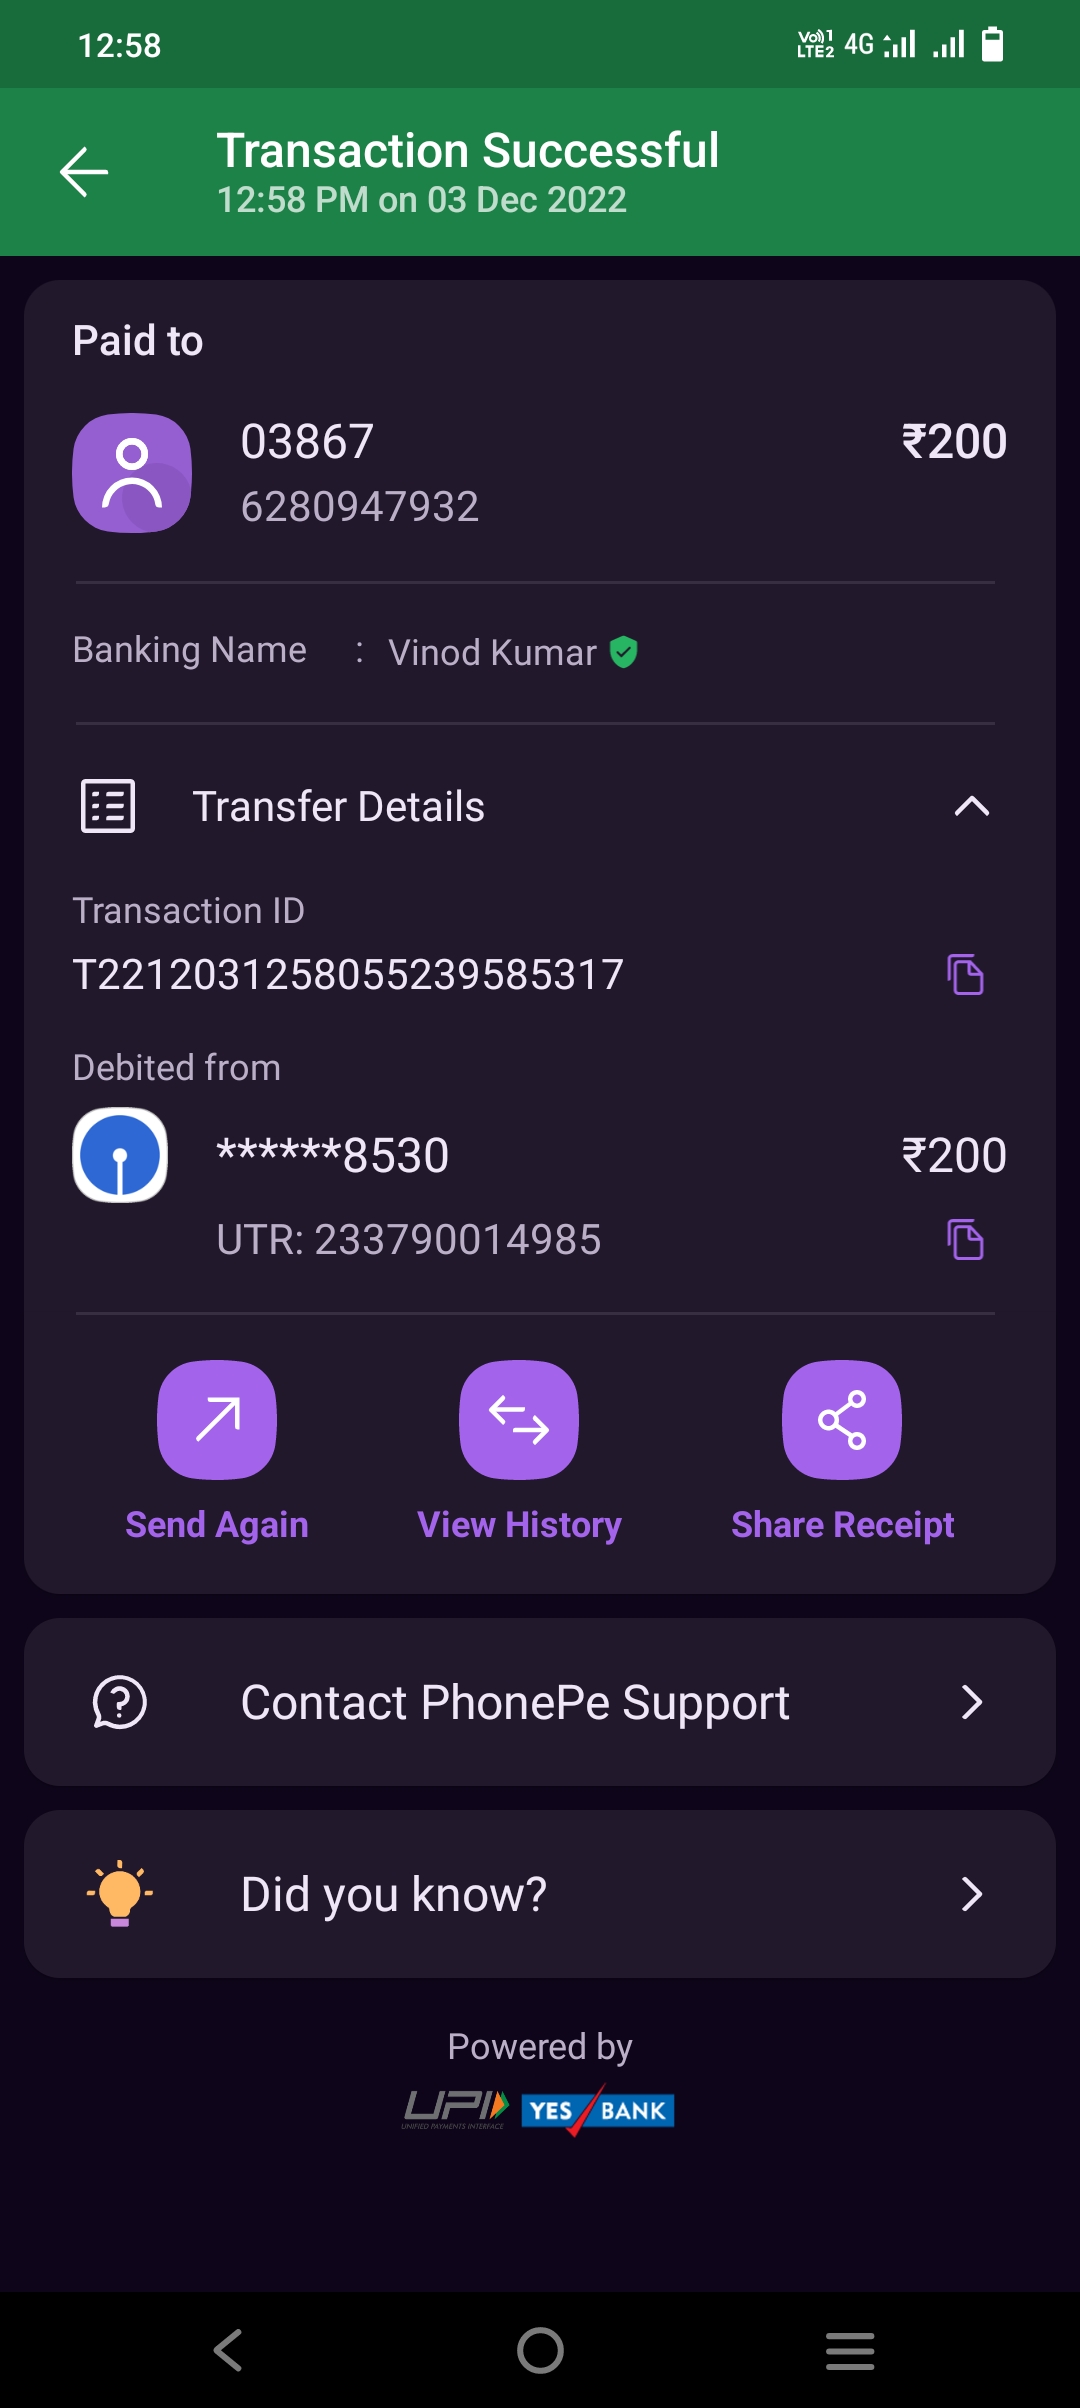 12:58
Vo)) 1
LTE2 4G
Transaction Successful
12:58 PM on 03 Dec 2022
Paid to
03867
₹200
6280947932
Banking Name : Vinod Kumar
Transfer Details
Transaction ID
T2212031258055239585317
Debited from
******8530
₹200
UTR: 233790014985
Send Again
View History
Share Receipt
Contact PhonePe Support
Did you know?
Powered by
UPI
UNIFIED PAYMENTS INTERFACE
YES BANK